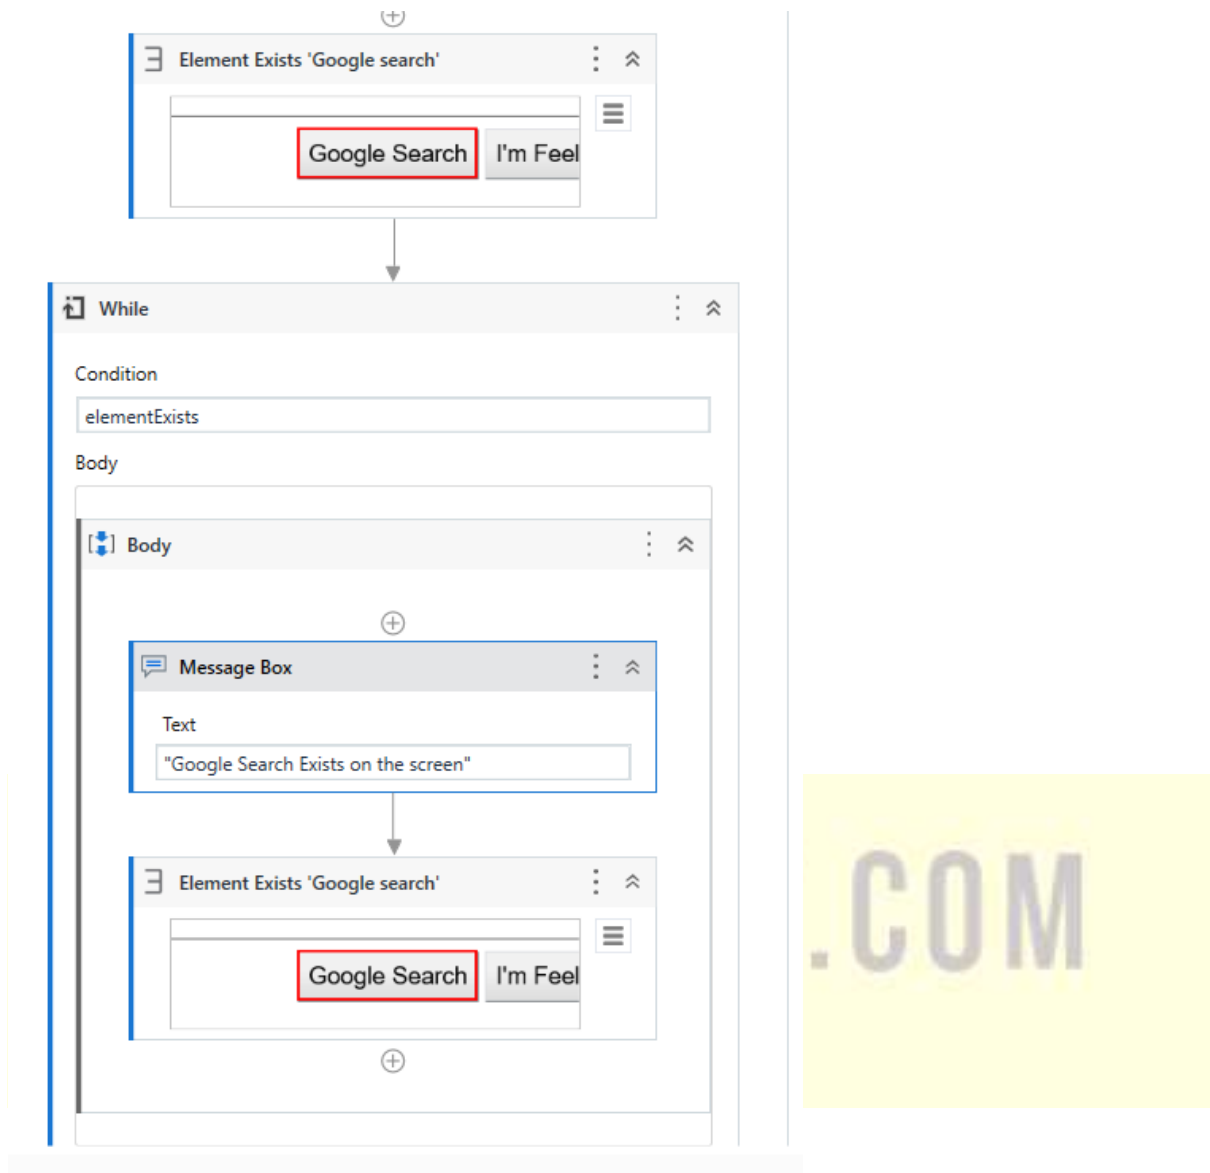 Element Exists 'Google search'
Google Search I'm Feel
While
Condition
elementExists
Body
Body
Message Box
Text
"Google Search Exists on the screen"
Element Exists 'Google search'
Google Search I'm Feel
.COM